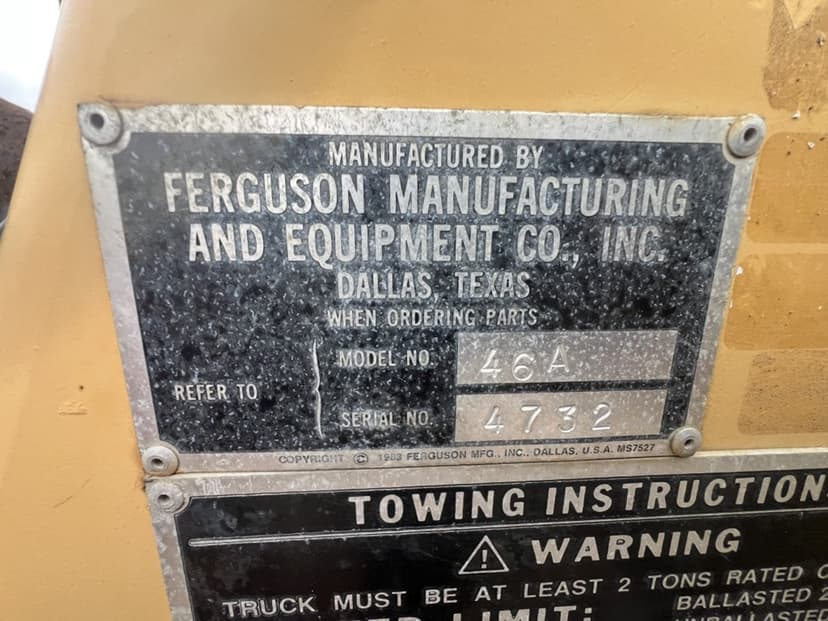 MANUFACTURED BY
FERGUSON MANUFACTURING
AND EQUIPMENT CO., INC.
DALLAS, TEXAS
WHEN ORDERING PARTS
REFER TO
MODEL NO. 46A
SERIAL NO. 4732
COPYRIGHT © 1983 FERGUSON MFG., INC., DALLAS, U.S.A. MS7527
TOWING INSTRUCTION
⚠ WARNING
TRUCK MUST BE AT LEAST 2 TONS RATED
LIMIT: BALLASTED 2